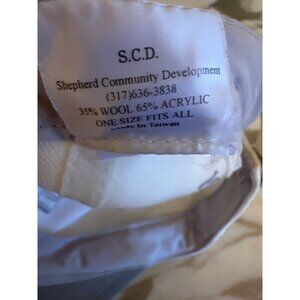 S.C.D.
Shepherd Community Development
(317)636-3838
35% WOOL 65% ACRYLIC
ONE SIZE FITS ALL
Made In Taiwan